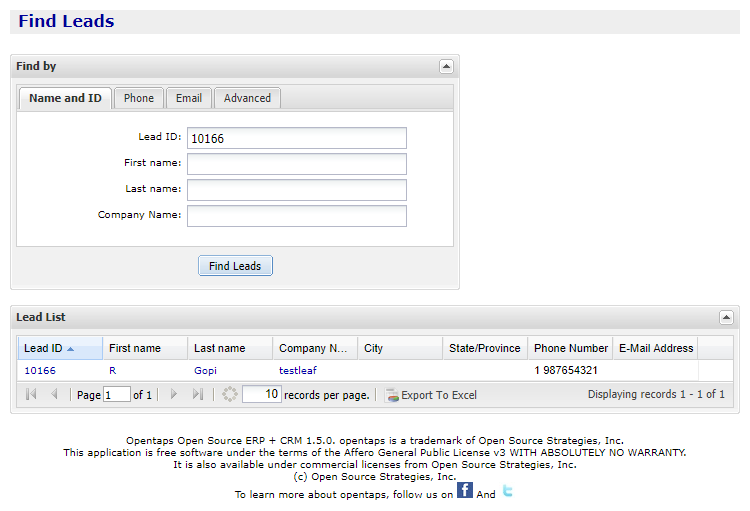 Find Leads
Find by
Name and ID Phone Email Advanced
Lead ID: 10166
First name:
Last name:
Company Name:
Find Leads
Lead List
Lead ID First name Last name Company N... City State/Province Phone Number E-Mail Address
10166 R Gopi testleaf 1 987654321
Page 1 of 1 10 records per page. Export To Excel Displaying records 1 - 1 of 1
Opentaps Open Source ERP + CRM 1.5.0. opentaps is a trademark of Open Source Strategies, Inc.
This application is free software under the terms of the Affero General Public License v3 WITH ABSOLUTELY NO WARRANTY.
It is also available under commercial licenses from Open Source Strategies, Inc.
(c) Open Source Strategies, Inc.
To learn more about opentaps, follow us on f And t